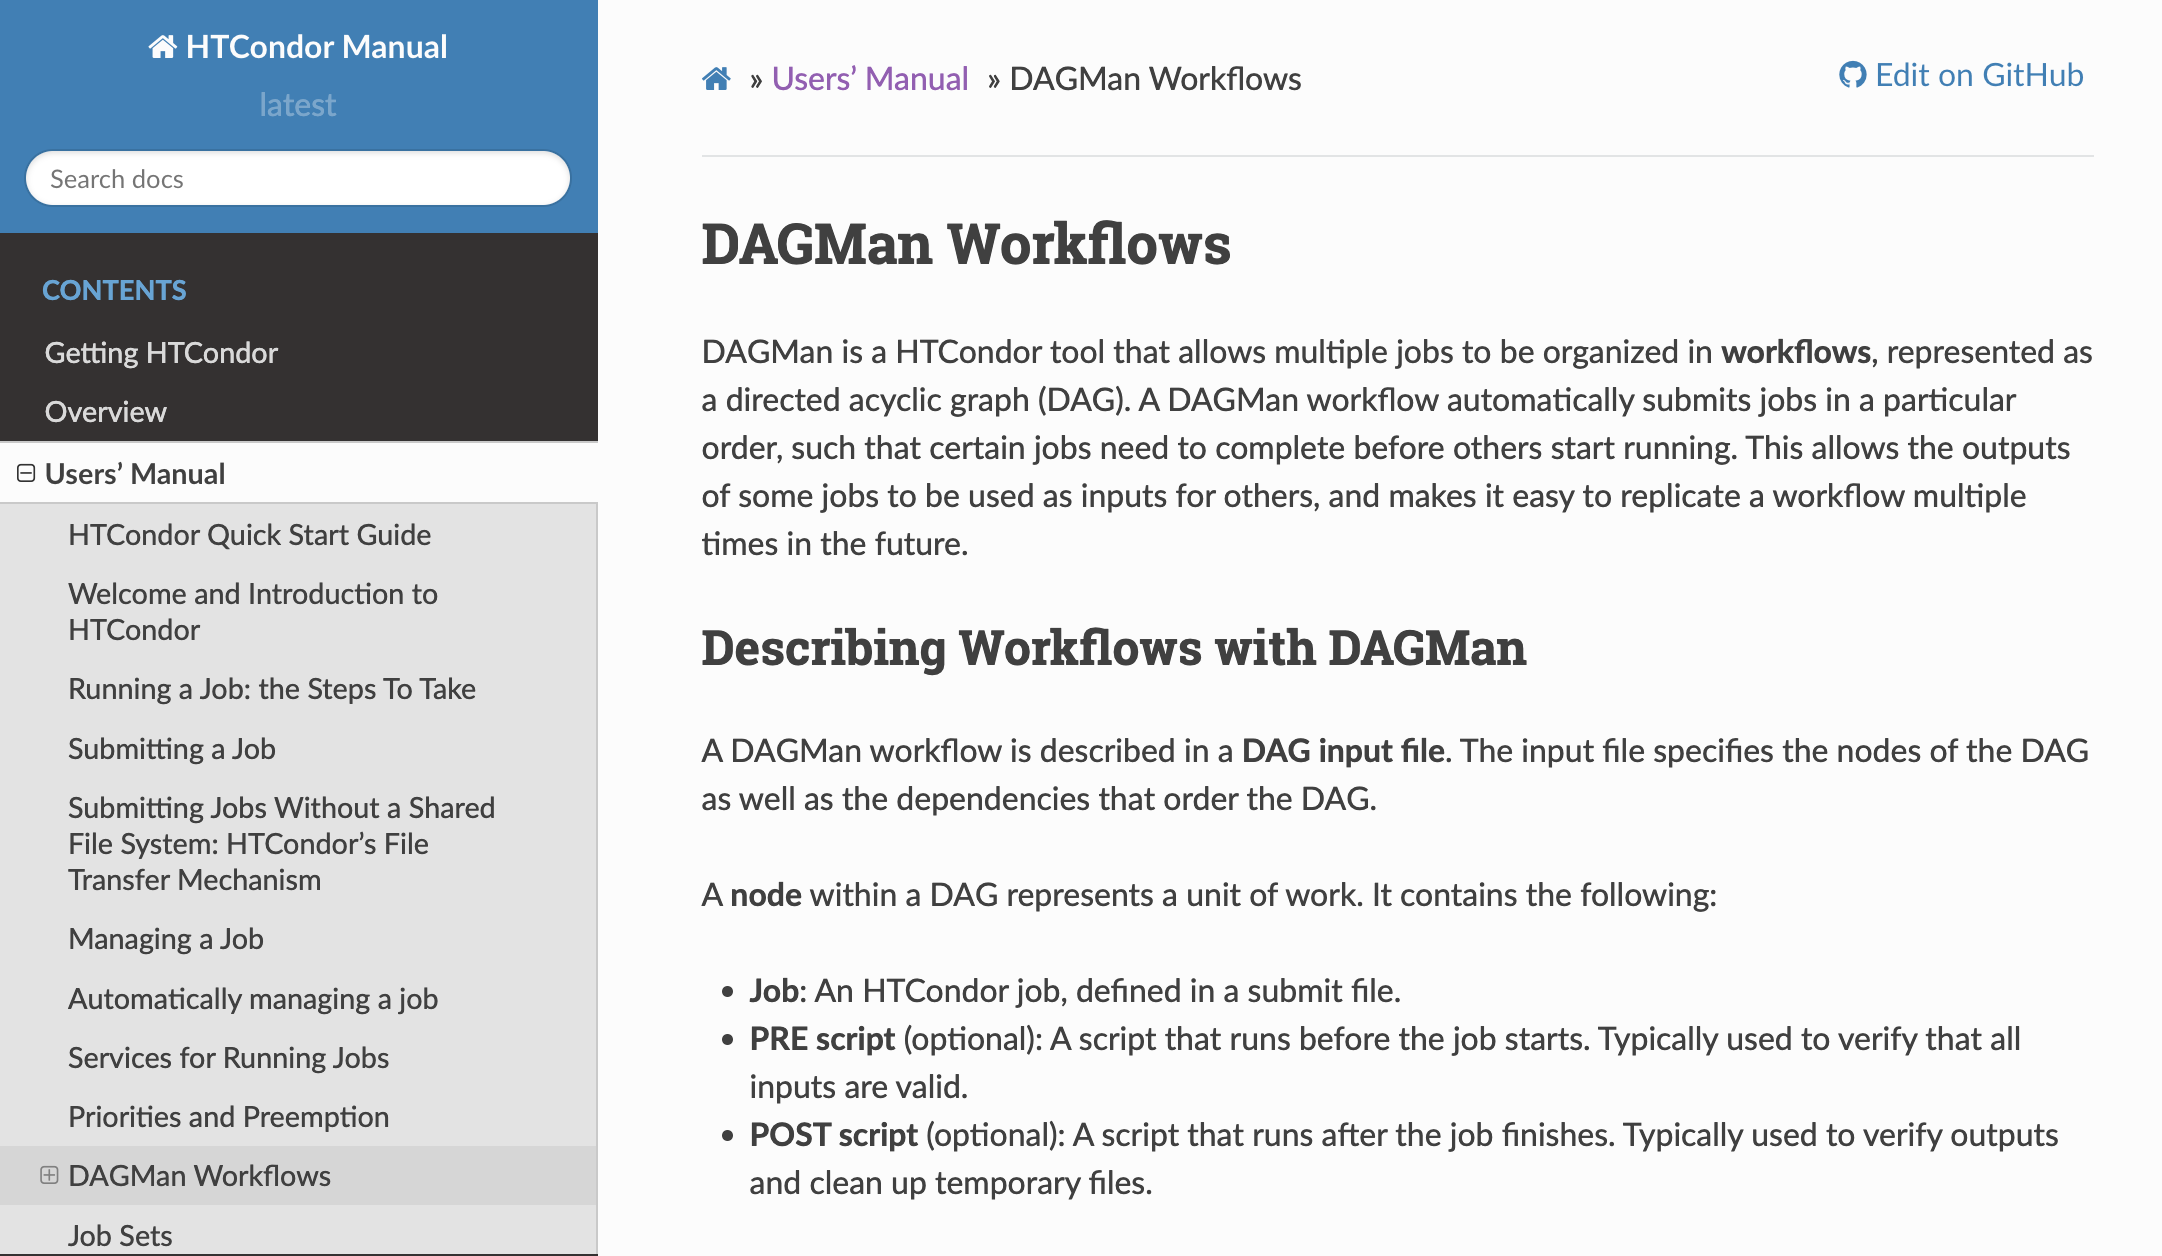 HTCondor Manual
latest
Search docs
CONTENTS
Getting HTCondor
Overview
Users’ Manual
HTCondor Quick Start Guide
Welcome and Introduction to
HTCondor
Running a Job: the Steps To Take
Submitting a Job
Submitting Jobs Without a Shared
File System: HTCondor’s File
Transfer Mechanism
Managing a Job
Automatically managing a job
Services for Running Jobs
Priorities and Preemption
DAGMan Workflows
Job Sets
» Users’ Manual » DAGMan Workflows
Edit on GitHub
DAGMan Workflows
DAGMan is a HTCondor tool that allows multiple jobs to be organized in workflows, represented as
a directed acyclic graph (DAG). A DAGMan workflow automatically submits jobs in a particular
order, such that certain jobs need to complete before others start running. This allows the outputs
of some jobs to be used as inputs for others, and makes it easy to replicate a workflow multiple
times in the future.
Describing Workflows with DAGMan
A DAGMan workflow is described in a DAG input file. The input file specifies the nodes of the DAG
as well as the dependencies that order the DAG.
A node within a DAG represents a unit of work. It contains the following:
• Job: An HTCondor job, defined in a submit file.
• PRE script (optional): A script that runs before the job starts. Typically used to verify that all
inputs are valid.
• POST script (optional): A script that runs after the job finishes. Typically used to verify outputs
and clean up temporary files.